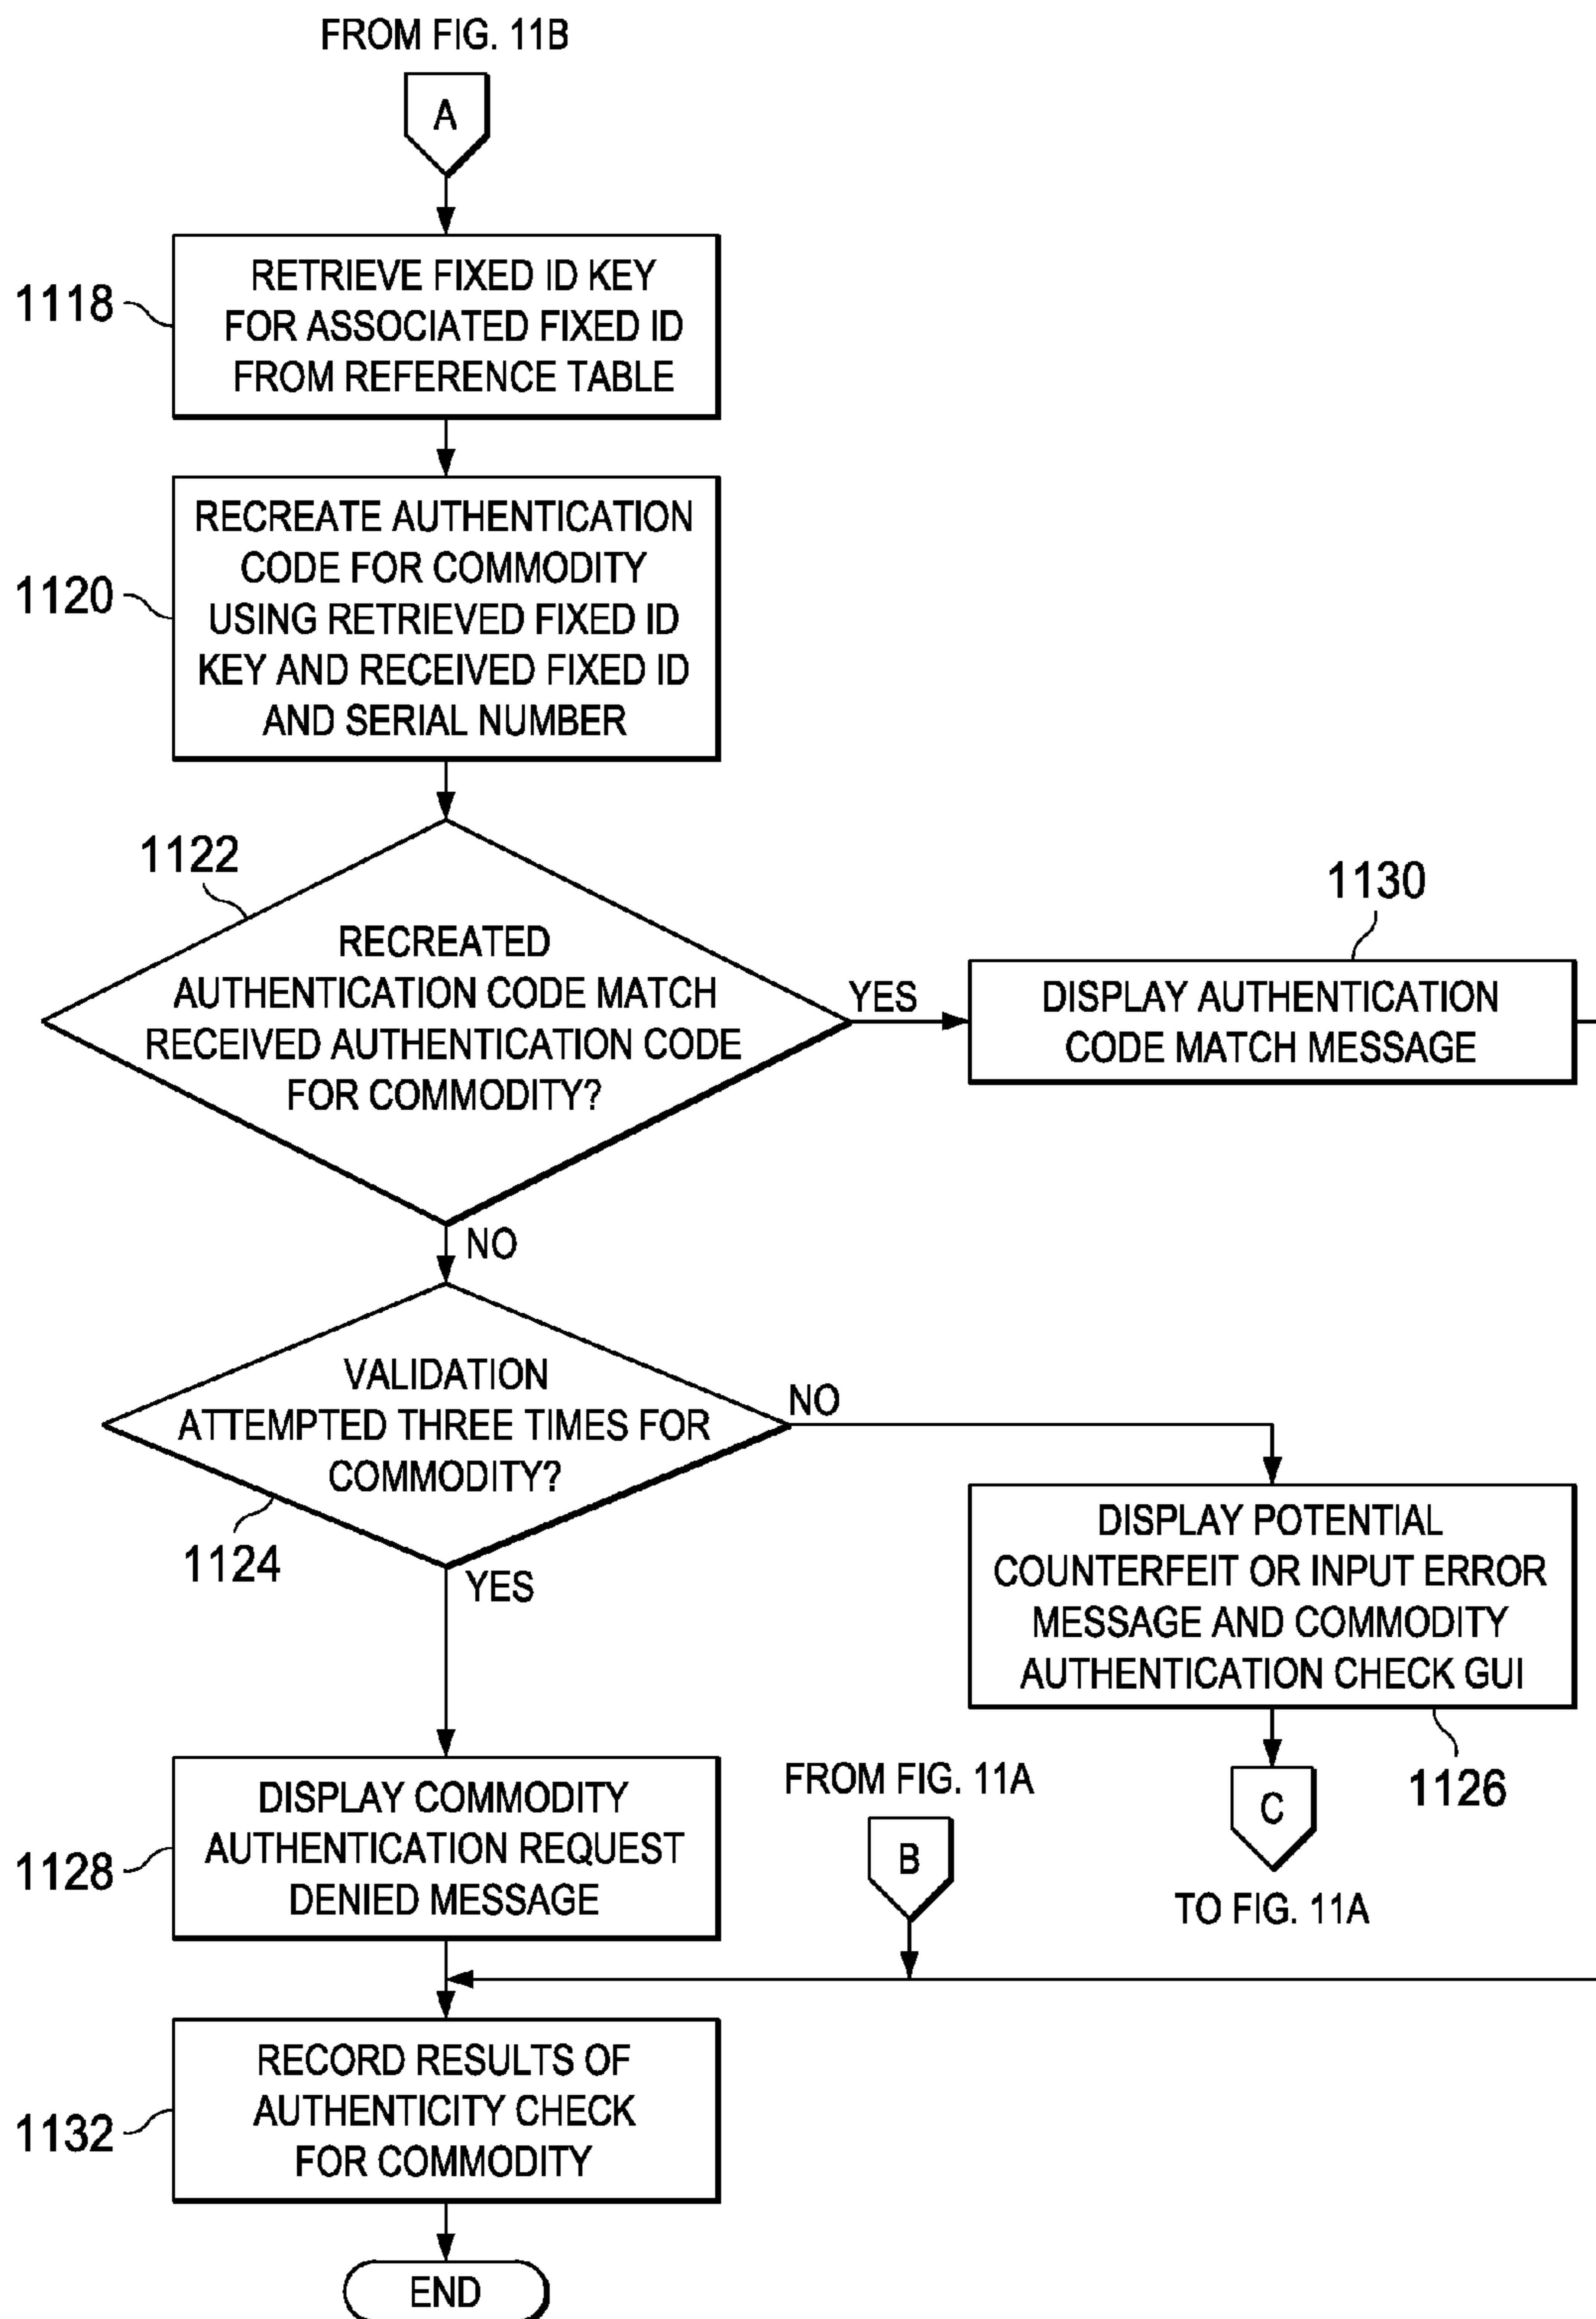 FROM FIG. 11B
A
1118
RETRIEVE FIXED ID KEY
FOR ASSOCIATED FIXED ID
FROM REFERENCE TABLE
1120
RECREATE AUTHENTICATION
CODE FOR COMMODITY
USING RETRIEVED FIXED ID
KEY AND RECEIVED FIXED ID
AND SERIAL NUMBER
1122
RECREATED
AUTHENTICATION CODE MATCH
RECEIVED AUTHENTICATION CODE
FOR COMMODITY?
YES
1130
DISPLAY AUTHENTICATION
CODE MATCH MESSAGE
NO
VALIDATION
ATTEMPTED THREE TIMES FOR
COMMODITY?
1124
NO
DISPLAY POTENTIAL
COUNTERFEIT OR INPUT ERROR
MESSAGE AND COMMODITY
AUTHENTICATION CHECK GUI
1126
C
TO FIG. 11A
YES
1128
DISPLAY COMMODITY
AUTHENTICATION REQUEST
DENIED MESSAGE
FROM FIG. 11A
B
1132
RECORD RESULTS OF
AUTHENTICITY CHECK
FOR COMMODITY
END